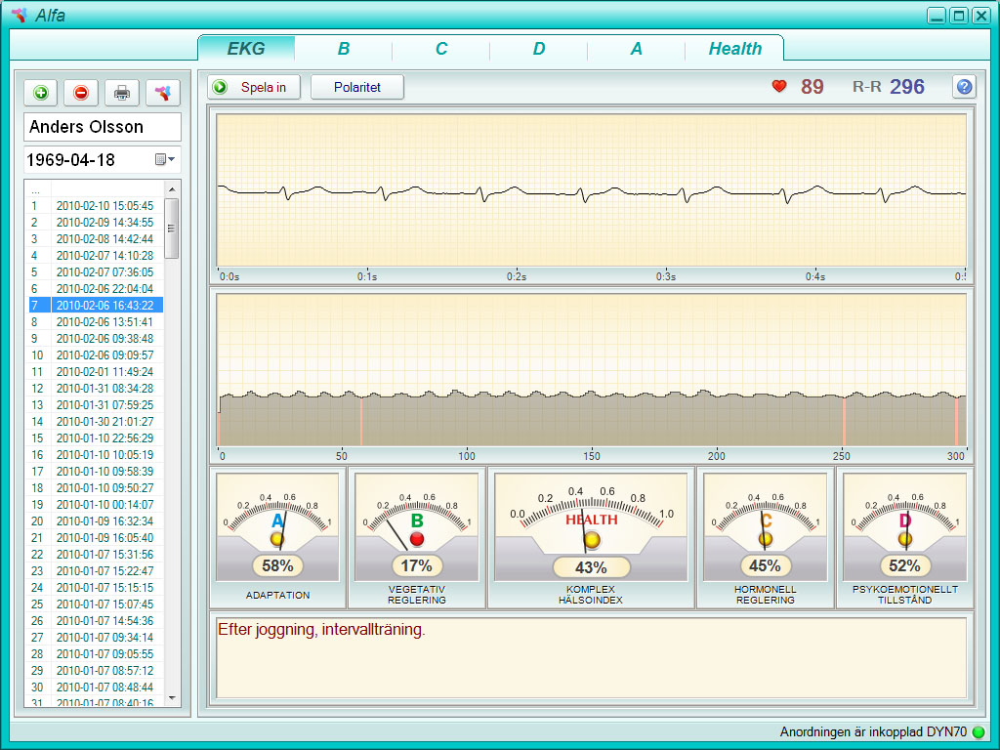 Alfa
EKG B C D A Health
Spela in Polaritet 89 R-R 296
Anders Olsson
1969-04-18
...
1 2010-02-10 15:05:45
2 2010-02-09 14:34:55
3 2010-02-08 14:42:44
4 2010-02-07 14:10:28
5 2010-02-07 07:36:05
6 2010-02-06 22:04:04
7 2010-02-06 16:43:22
8 2010-02-06 13:51:41
9 2010-02-06 09:38:48
10 2010-02-06 09:09:57
11 2010-02-01 11:49:24
12 2010-01-31 08:34:28
13 2010-01-31 07:59:25
14 2010-01-30 21:01:27
15 2010-01-10 22:56:29
16 2010-01-10 10:05:19
17 2010-01-10 09:58:39
18 2010-01-10 09:50:27
19 2010-01-10 00:14:07
20 2010-01-09 16:32:34
21 2010-01-09 16:05:40
22 2010-01-07 15:31:56
23 2010-01-07 15:22:47
24 2010-01-07 15:15:15
25 2010-01-07 15:07:45
26 2010-01-07 14:54:36
27 2010-01-07 09:34:14
28 2010-01-07 09:05:55
29 2010-01-07 08:57:12
30 2010-01-07 08:48:44
31 2010-01-07 08:40:16
0:0s 0:1s 0:2s 0:3s 0:4s 0:5
0 50 100 150 200 250 300
0 0.2 0.4 0.6 0.8 1
A
58%
ADAPTATION
0 0.2 0.4 0.6 0.8 1
B
17%
VEGETATIV
REGLERING
0.0 0.2 0.4 0.6 0.8 1.0
HEALTH
43%
KOMPLEX
HÄLSOINDEX
0 0.2 0.4 0.6 0.8 1
C
45%
HORMONELL
REGLERING
0 0.2 0.4 0.6 0.8 1
D
52%
PSYKOEMOTIONELLT
TILLSTÅND
Efter joggning, intervallträning.
Anordningen är inkopplad DYN70